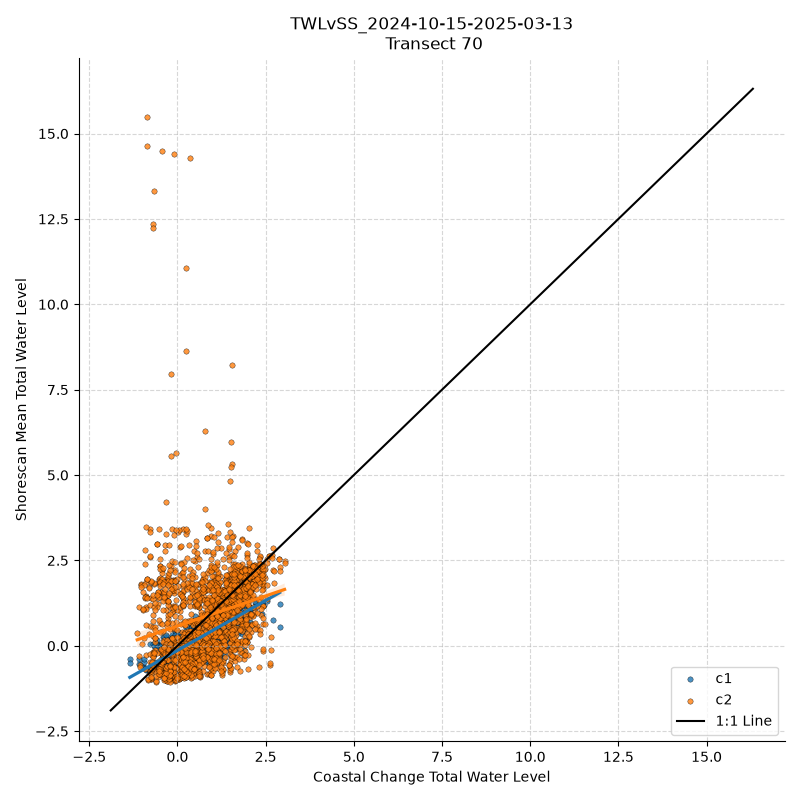 TWLvSS_2024-10-15-2025-03-13
Transect 70
Shorescan Mean Total Water Level
15.0
12.5
10.0
7.5
5.0
2.5
0.0
−2.5
−2.5 0.0 2.5 5.0 7.5 10.0 12.5 15.0
Coastal Change Total Water Level
c1
c2
1:1 Line